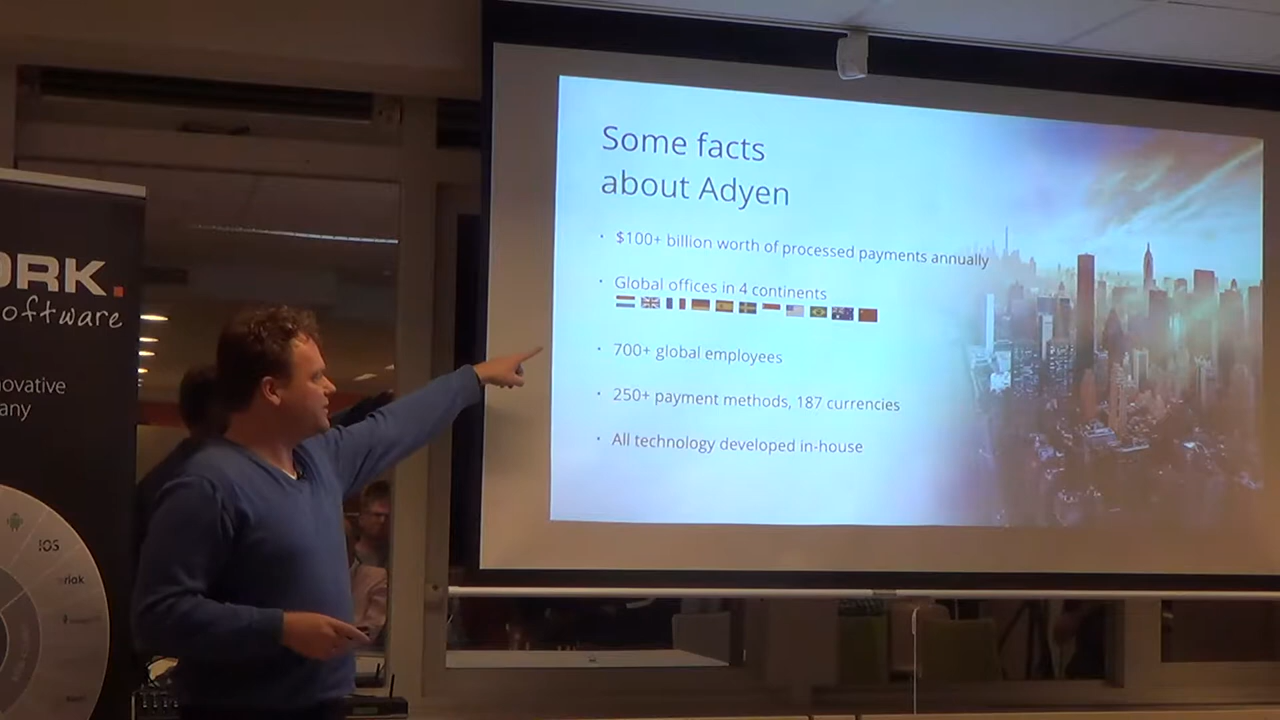 ORK.
oftware
novative
any
iOS
riak
Some facts
about Adyen
· $100+ billion worth of processed payments annually
· Global offices in 4 continents
· 700+ global employees
· 250+ payment methods, 187 currencies
· All technology developed in-house